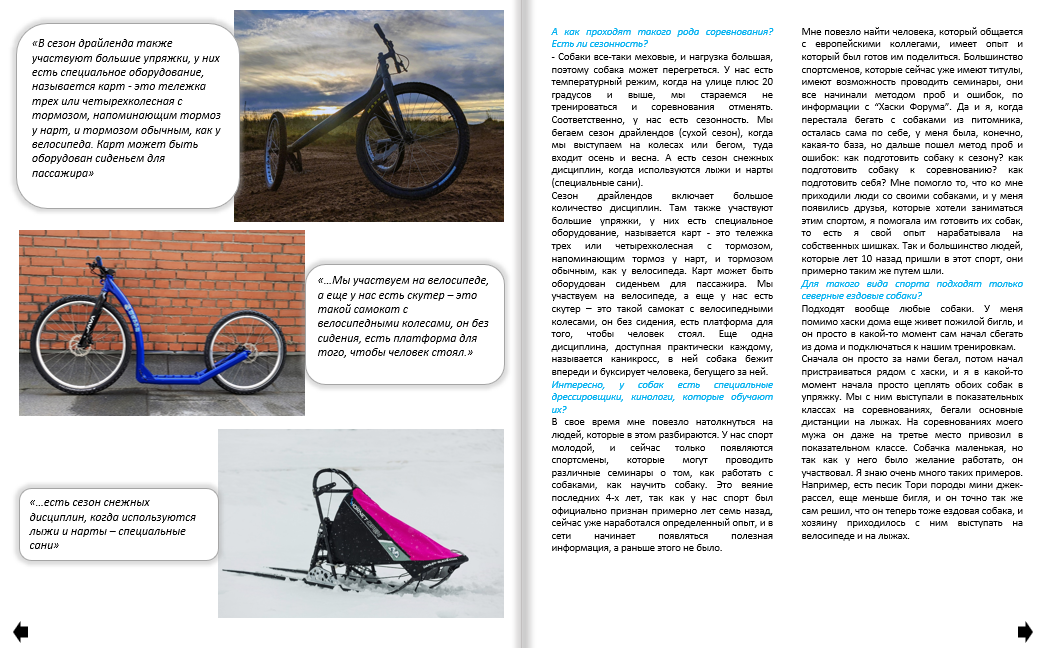 «В сезон драйленда также
участвуют большие упряжки, у них
есть специальное оборудование,
называется карт - это тележка
трех или четырехколесная с
тормозом, напоминающим тормоз
у нарт, и тормозом обычным, как у
велосипеда. Карт может быть
оборудован сиденьем для
пассажира»
«…Мы участвуем на велосипеде,
а еще у нас есть скутер – это
такой самокат с
велосипедными колесами, он без
сидения, есть платформа для
того, чтобы человек стоял.»
«…есть сезон снежных
дисциплин, когда используются
лыжи и нарты – специальные
сани»
А как проходят такого рода соревнования?
Есть ли сезонность?
- Собаки все-таки меховые, и нагрузка большая,
поэтому собака может перегреться. У нас есть
температурный режим, когда на улице плюс 20
градусов и выше, мы стараемся не
тренироваться и соревнования отменять.
Соответственно, у нас есть сезонность. Мы
бегаем сезон драйлендов (сухой сезон), когда
мы выступаем на колесах или бегом, туда
входит осень и весна. А есть сезон снежных
дисциплин, когда используются лыжи и нарты
(специальные сани).
Сезон драйлендов включает большое
количество дисциплин. Там также участвуют
большие упряжки, у них есть специальное
оборудование, называется карт - это тележка
трех или четырехколесная с тормозом,
напоминающим тормоз у нарт, и тормозом
обычным, как у велосипеда. Карт может быть
оборудован сиденьем для пассажира. Мы
участвуем на велосипеде, а еще у нас есть
скутер – это такой самокат с велосипедными
колесами, он без сидения, есть платформа для
того, чтобы человек стоял. Еще одна
дисциплина, доступная практически каждому,
называется каникросс, в ней собака бежит
впереди и буксирует человека, бегущего за ней.
Интересно, у собак есть специальные
дрессировщики, кинологи, которые обучают
их?
В свое время мне повезло натолкнуться на
людей, которые в этом разбираются. У нас спорт
молодой, и сейчас только появляются
спортсмены, которые могут проводить
различные семинары о том, как работать с
собаками, как научить собаку. Это веяние
последних 4-х лет, так как у нас спорт был
официально признан примерно лет семь назад,
сейчас уже наработался определенный опыт, и в
сети начинает появляться полезная
информация, а раньше этого не было.
Мне повезло найти человека, который общается
с европейскими коллегами, имеет опыт и
который был готов им поделиться. Большинство
спортсменов, которые сейчас уже имеют титулы,
имеют возможность проводить семинары, они
все начинали методом проб и ошибок, по
информации с “Хаски Форума”. Да и я, когда
перестала бегать с собаками из питомника,
осталась сама по себе, у меня была, конечно,
какая-то база, но дальше пошел метод проб и
ошибок: как подготовить собаку к сезону? как
подготовить собаку к соревнованию? как
подготовить себя? Мне помогло то, что ко мне
приходили люди со своими собаками, и у меня
появились друзья, которые хотели заниматься
этим спортом, я помогала им готовить их собак,
то есть я свой опыт нарабатывала на
собственных шишках. Так и большинство людей,
которые лет 10 назад пришли в этот спорт, они
примерно таким же путем шли.
Для такого вида спорта подходят только
северные ездовые собаки?
Подходят вообще любые собаки. У меня
помимо хаски дома еще живет пожилой бигль, и
он просто в какой-то момент сам начал сбегать
из дома и подключаться к нашим тренировкам.
Сначала он просто за нами бегал, потом начал
пристраиваться рядом с хаски, и я в какой-то
момент начала просто цеплять обоих собак в
упряжку. Мы с ним выступали в показательных
классах на соревнованиях, бегали основные
дистанции на лыжах. На соревнованиях моего
мужа он даже на третье место привозил в
показательном классе. Собачка маленькая, но
так как у него было желание работать, он
участвовал. Я знаю очень много таких примеров.
Например, есть песик Тори породы мини джек-
рассел, еще меньше бигля, и он точно так же
сам решил, что он теперь тоже ездовая собака, и
хозяину приходилось с ним выступать на
велосипеде и на лыжах.